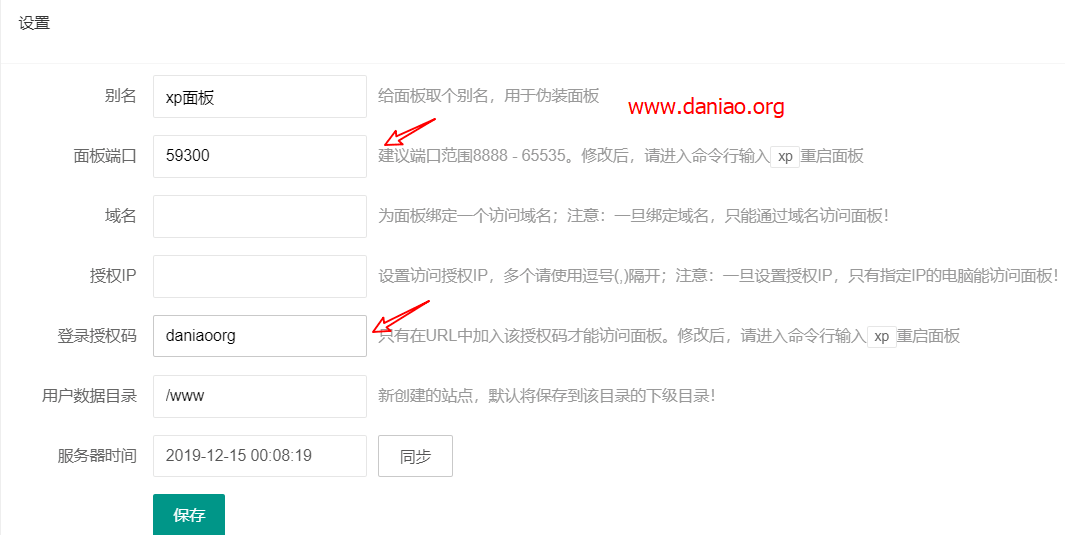 设置
别名 xp面板 给面板取个别名，用于伪装面板
www.daniao.org
面板端口 59300 建议端口范围8888 - 65535。修改后，请进入命令行输入 xp 重启面板
域名 为面板绑定一个访问域名；注意：一旦绑定域名，只能通过域名访问面板！
授权IP 设置访问授权IP，多个请使用逗号(,)隔开；注意：一旦设置授权IP，只有指定IP的电脑能访问面板！
登录授权码 daniaoorg 只有在URL中加入该授权码才能访问面板。修改后，请进入命令行输入 xp 重启面板
用户数据目录 /www 新创建的站点，默认将保存到该目录的下级目录！
服务器时间 2019-12-15 00:08:19 同步
保存